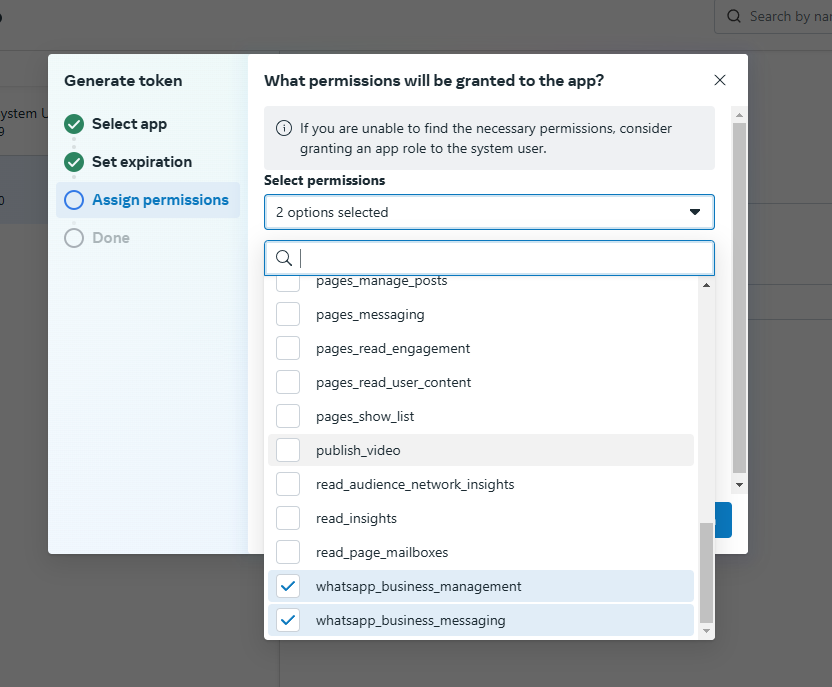 Search by nar
Generate token
What permissions will be granted to the app?
ystem U
9
Select app
If you are unable to find the necessary permissions, consider
granting an app role to the system user.
Set expiration
Select permissions
Assign permissions
2 options selected
0
Done
pages_manage_posts
pages_messaging
pages_read_engagement
pages_read_user_content
pages_show_list
publish_video
read_audience_network_insights
read_insights
read_page_mailboxes
whatsapp_business_management
whatsapp_business_messaging